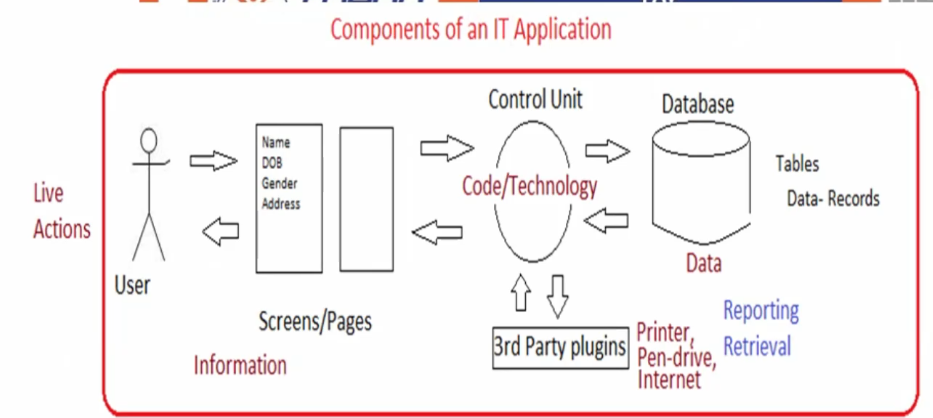 Components of an IT Application
Control Unit
Database
Name
DOB
Gender
Address
Code/Technology
Tables
Data- Records
Live
Actions
User
Data
Screens/Pages
Information
3rd Party plugins
Printer,
Pen-drive,
Internet
Reporting
Retrieval